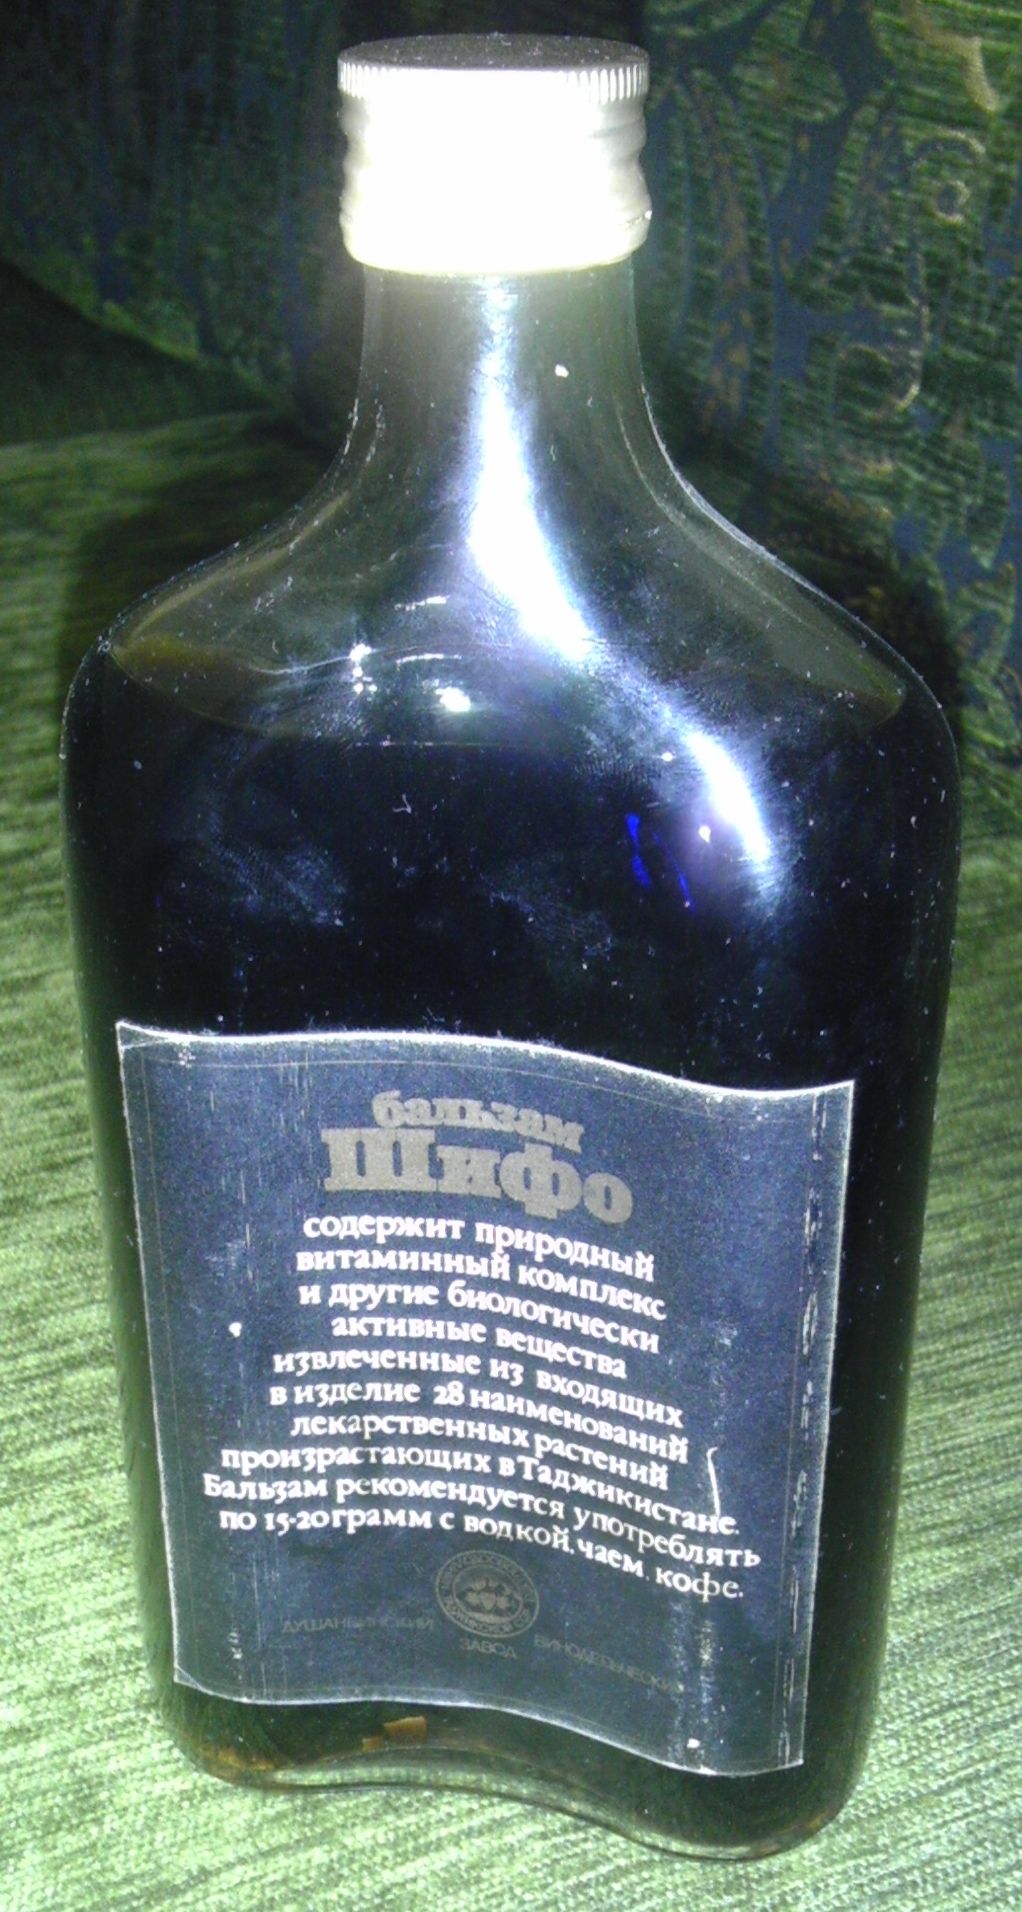 бальзам
Шифо
содержит природный
витаминный комплекс
и другие биологически
активные вещества
извлеченные из входящих
в изделие 28 наименований
лекарственных растений
произрастающих в Таджикистане.
Бальзам рекомендуется употреблять
по 15-20 грамм с водкой, чаем, кофе.
ДУШАНБИНСКИЙ
ЗАВОД
ВИНОДЕЛЬЧЕСКИЙ